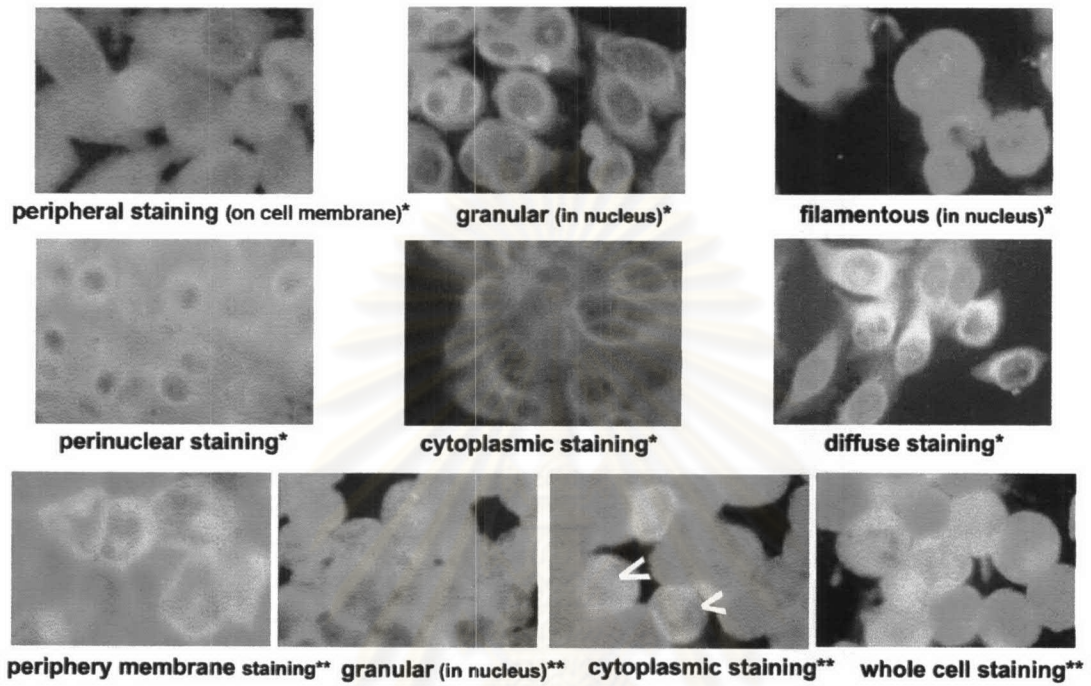 peripheral staining (on cell membrane)* granular (in nucleus)* filamentous (in nucleus)*
perinuclear staining* cytoplasmic staining* diffuse staining*
periphery membrane staining** granular (in nucleus)** cytoplasmic staining** whole cell staining**